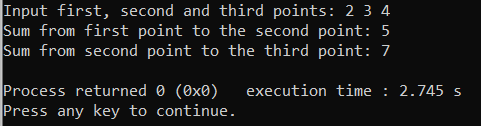 Input first, second and third points: 2 3 4
Sum from first point to the second point: 5
Sum from second point to the third point: 7
Process returned 0 (0x0)   execution time : 2.745 s
Press any key to continue.